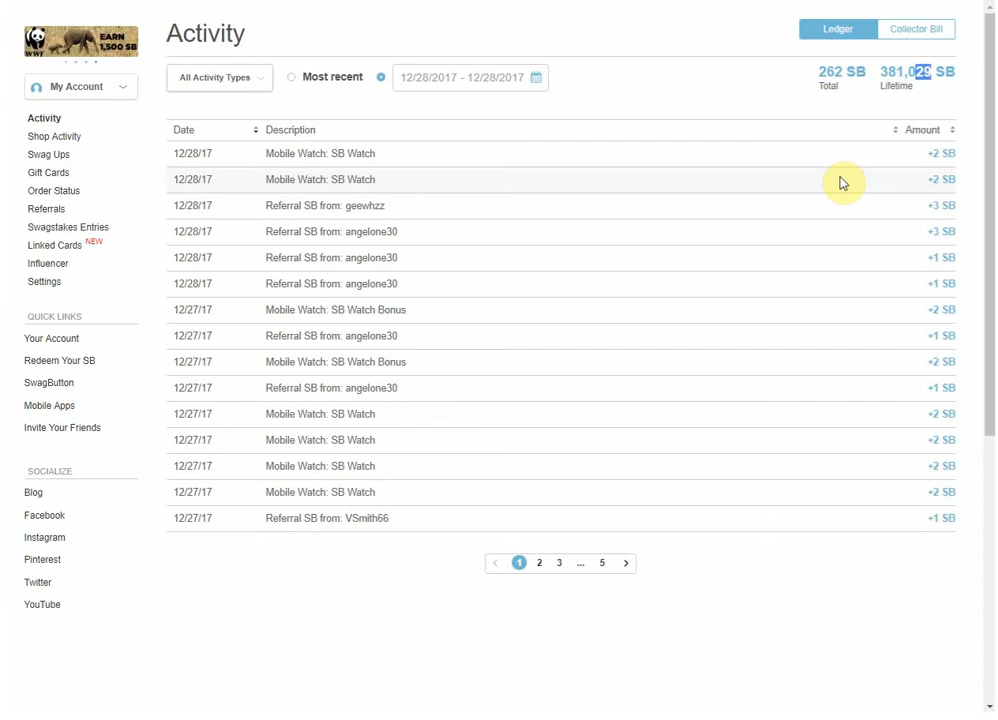 EARN
1,500 SB
WWF
Activity
Ledger
Collector Bill
My Account
All Activity Types
Most recent
12/28/2017 - 12/28/2017
262 SB
Total
381,029 SB
Lifetime
Activity
Shop Activity
Swag Ups
Gift Cards
Order Status
Referrals
Swagstakes Entries
Linked Cards NEW
Influencer
Settings
QUICK LINKS
Your Account
Redeem Your SB
SwagButton
Mobile Apps
Invite Your Friends
SOCIALIZE
Blog
Facebook
Instagram
Pinterest
Twitter
YouTube
Date Description Amount
12/28/17 Mobile Watch: SB Watch +2 SB
12/28/17 Mobile Watch: SB Watch +2 SB
12/28/17 Referral SB from: geewhzz +3 SB
12/28/17 Referral SB from: angelone30 +3 SB
12/28/17 Referral SB from: angelone30 +1 SB
12/28/17 Referral SB from: angelone30 +1 SB
12/27/17 Mobile Watch: SB Watch Bonus +2 SB
12/27/17 Referral SB from: angelone30 +1 SB
12/27/17 Mobile Watch: SB Watch Bonus +2 SB
12/27/17 Referral SB from: angelone30 +1 SB
12/27/17 Mobile Watch: SB Watch +2 SB
12/27/17 Mobile Watch: SB Watch +2 SB
12/27/17 Mobile Watch: SB Watch +2 SB
12/27/17 Mobile Watch: SB Watch +2 SB
12/27/17 Referral SB from: VSmith66 +1 SB
< 1 2 3 ... 5 >